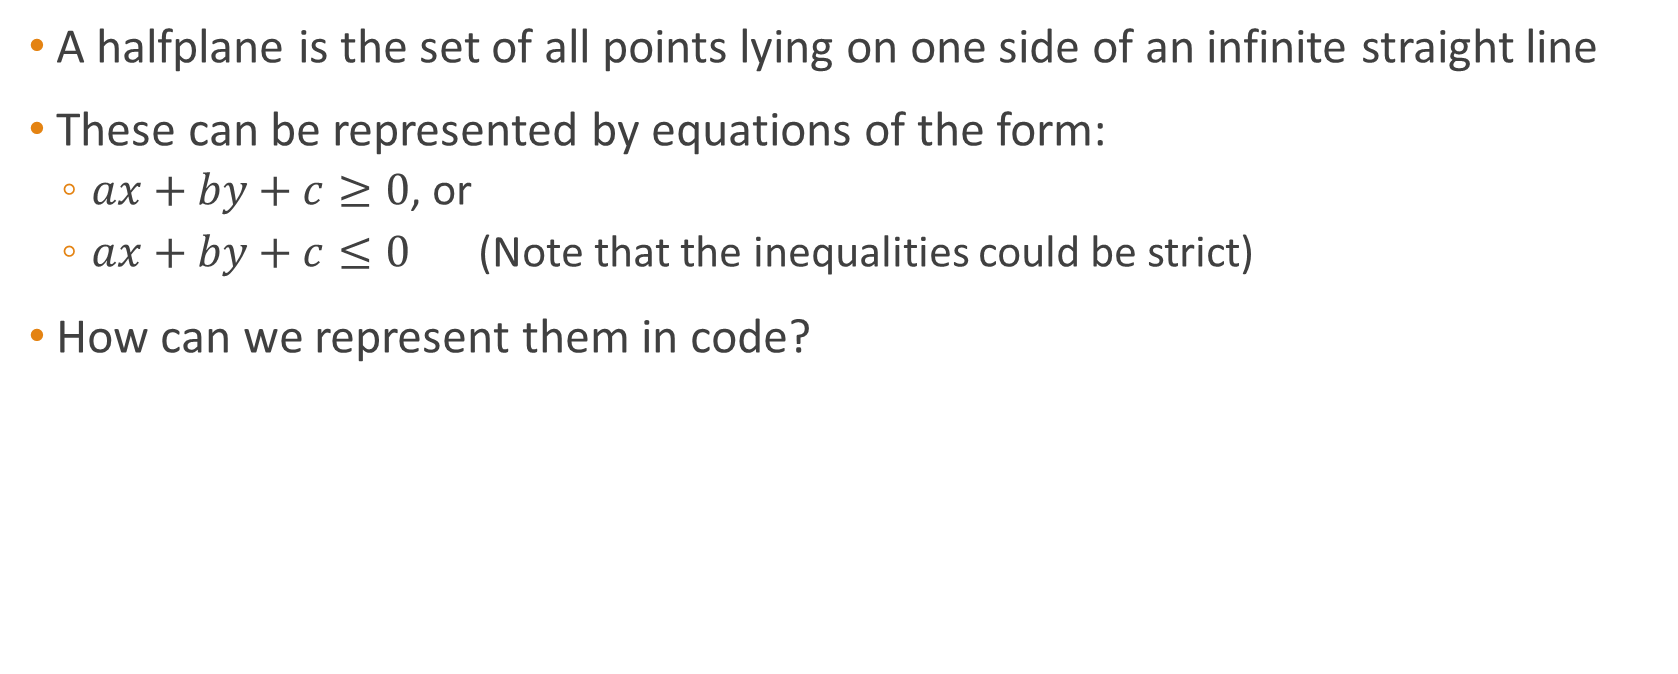 • A halfplane is the set of all points lying on one side of an infinite straight line
• These can be represented by equations of the form:
◦ 𝑎𝑥 + 𝑏𝑦 + 𝑐 ≥ 0, or
◦ 𝑎𝑥 + 𝑏𝑦 + 𝑐 ≤ 0 (Note that the inequalities could be strict)
• How can we represent them in code?